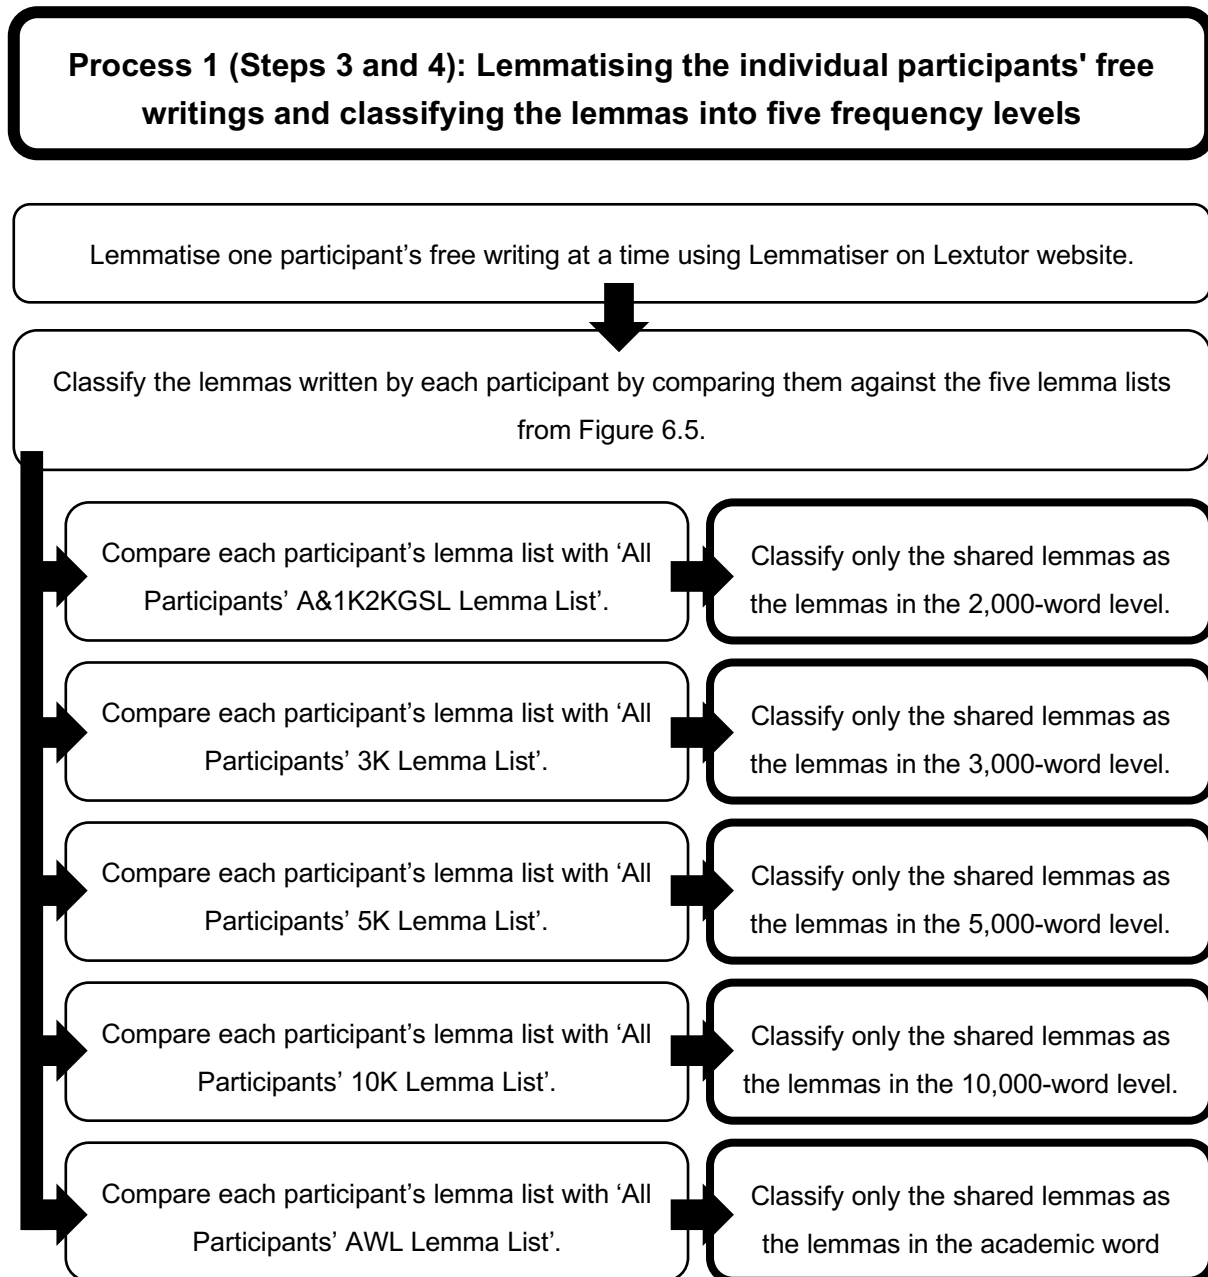 Process 1 (Steps 3 and 4): Lemmatising the individual participants' free
writings and classifying the lemmas into five frequency levels
Lemmatise one participant’s free writing at a time using Lemmatiser on Lextutor website.
Classify the lemmas written by each participant by comparing them against the five lemma lists
from Figure 6.5.
Compare each participant’s lemma list with ‘All
Participants’ A&1K2KGSL Lemma List’.
Classify only the shared lemmas as
the lemmas in the 2,000-word level.
Compare each participant’s lemma list with ‘All
Participants’ 3K Lemma List’.
Classify only the shared lemmas as
the lemmas in the 3,000-word level.
Compare each participant’s lemma list with ‘All
Participants’ 5K Lemma List’.
Classify only the shared lemmas as
the lemmas in the 5,000-word level.
Compare each participant’s lemma list with ‘All
Participants’ 10K Lemma List’.
Classify only the shared lemmas as
the lemmas in the 10,000-word level.
Compare each participant’s lemma list with ‘All
Participants’ AWL Lemma List’.
Classify only the shared lemmas as
the lemmas in the academic word